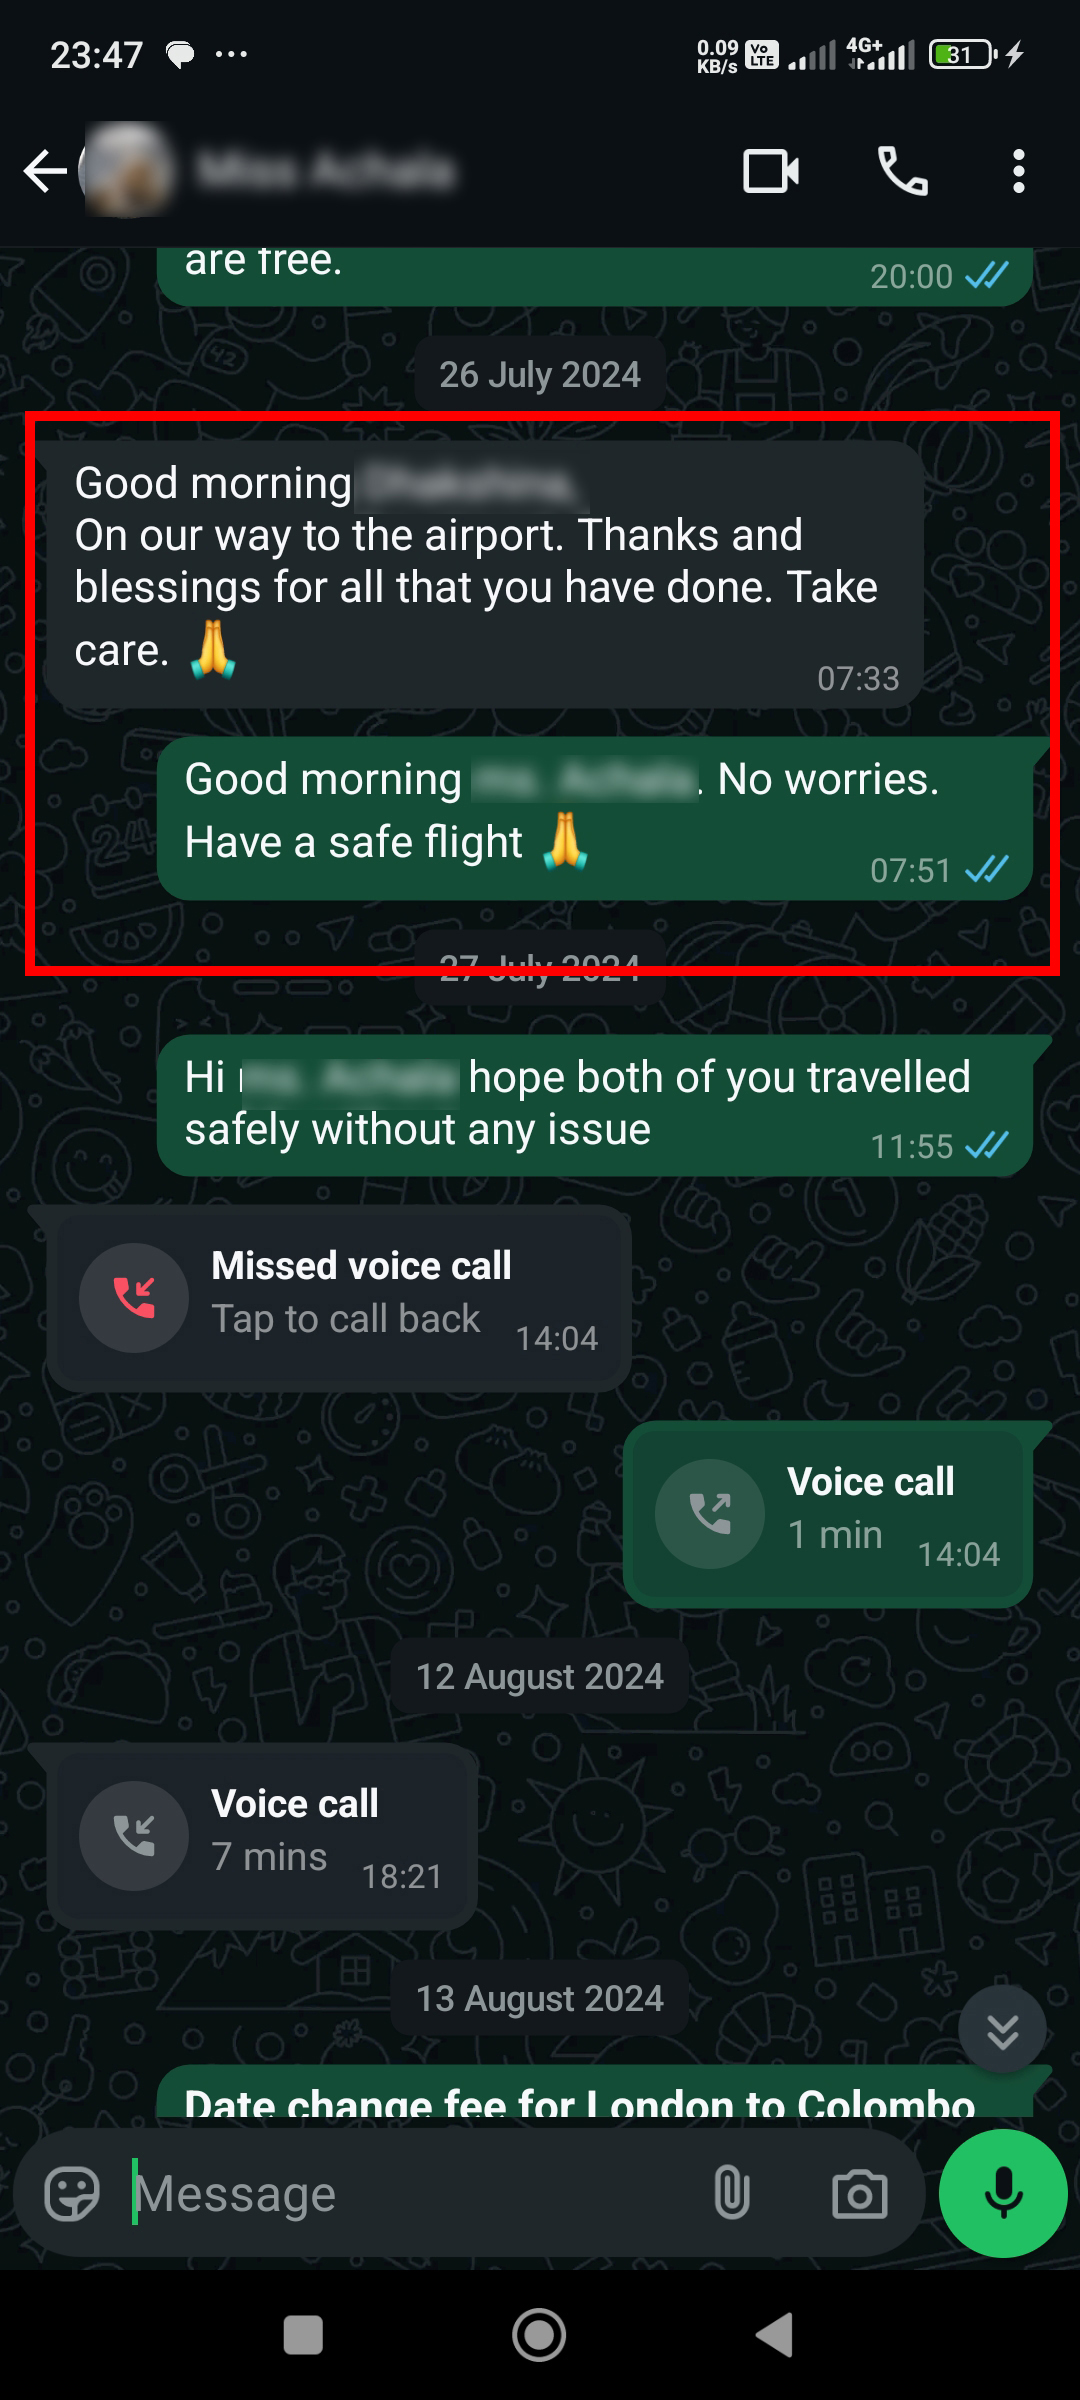 23:47
0.09 KB/s Vo LTE 4G+ 31
are free.
20:00
26 July 2024
Good morning
On our way to the airport. Thanks and
blessings for all that you have done. Take
care. 🙏
07:33
Good morning . No worries.
Have a safe flight 🙏
07:51
27 July 2024
Hi hope both of you travelled
safely without any issue
11:55
Missed voice call
Tap to call back
14:04
Voice call
1 min
14:04
12 August 2024
Voice call
7 mins
18:21
13 August 2024
Date change fee for London to Colombo
Message